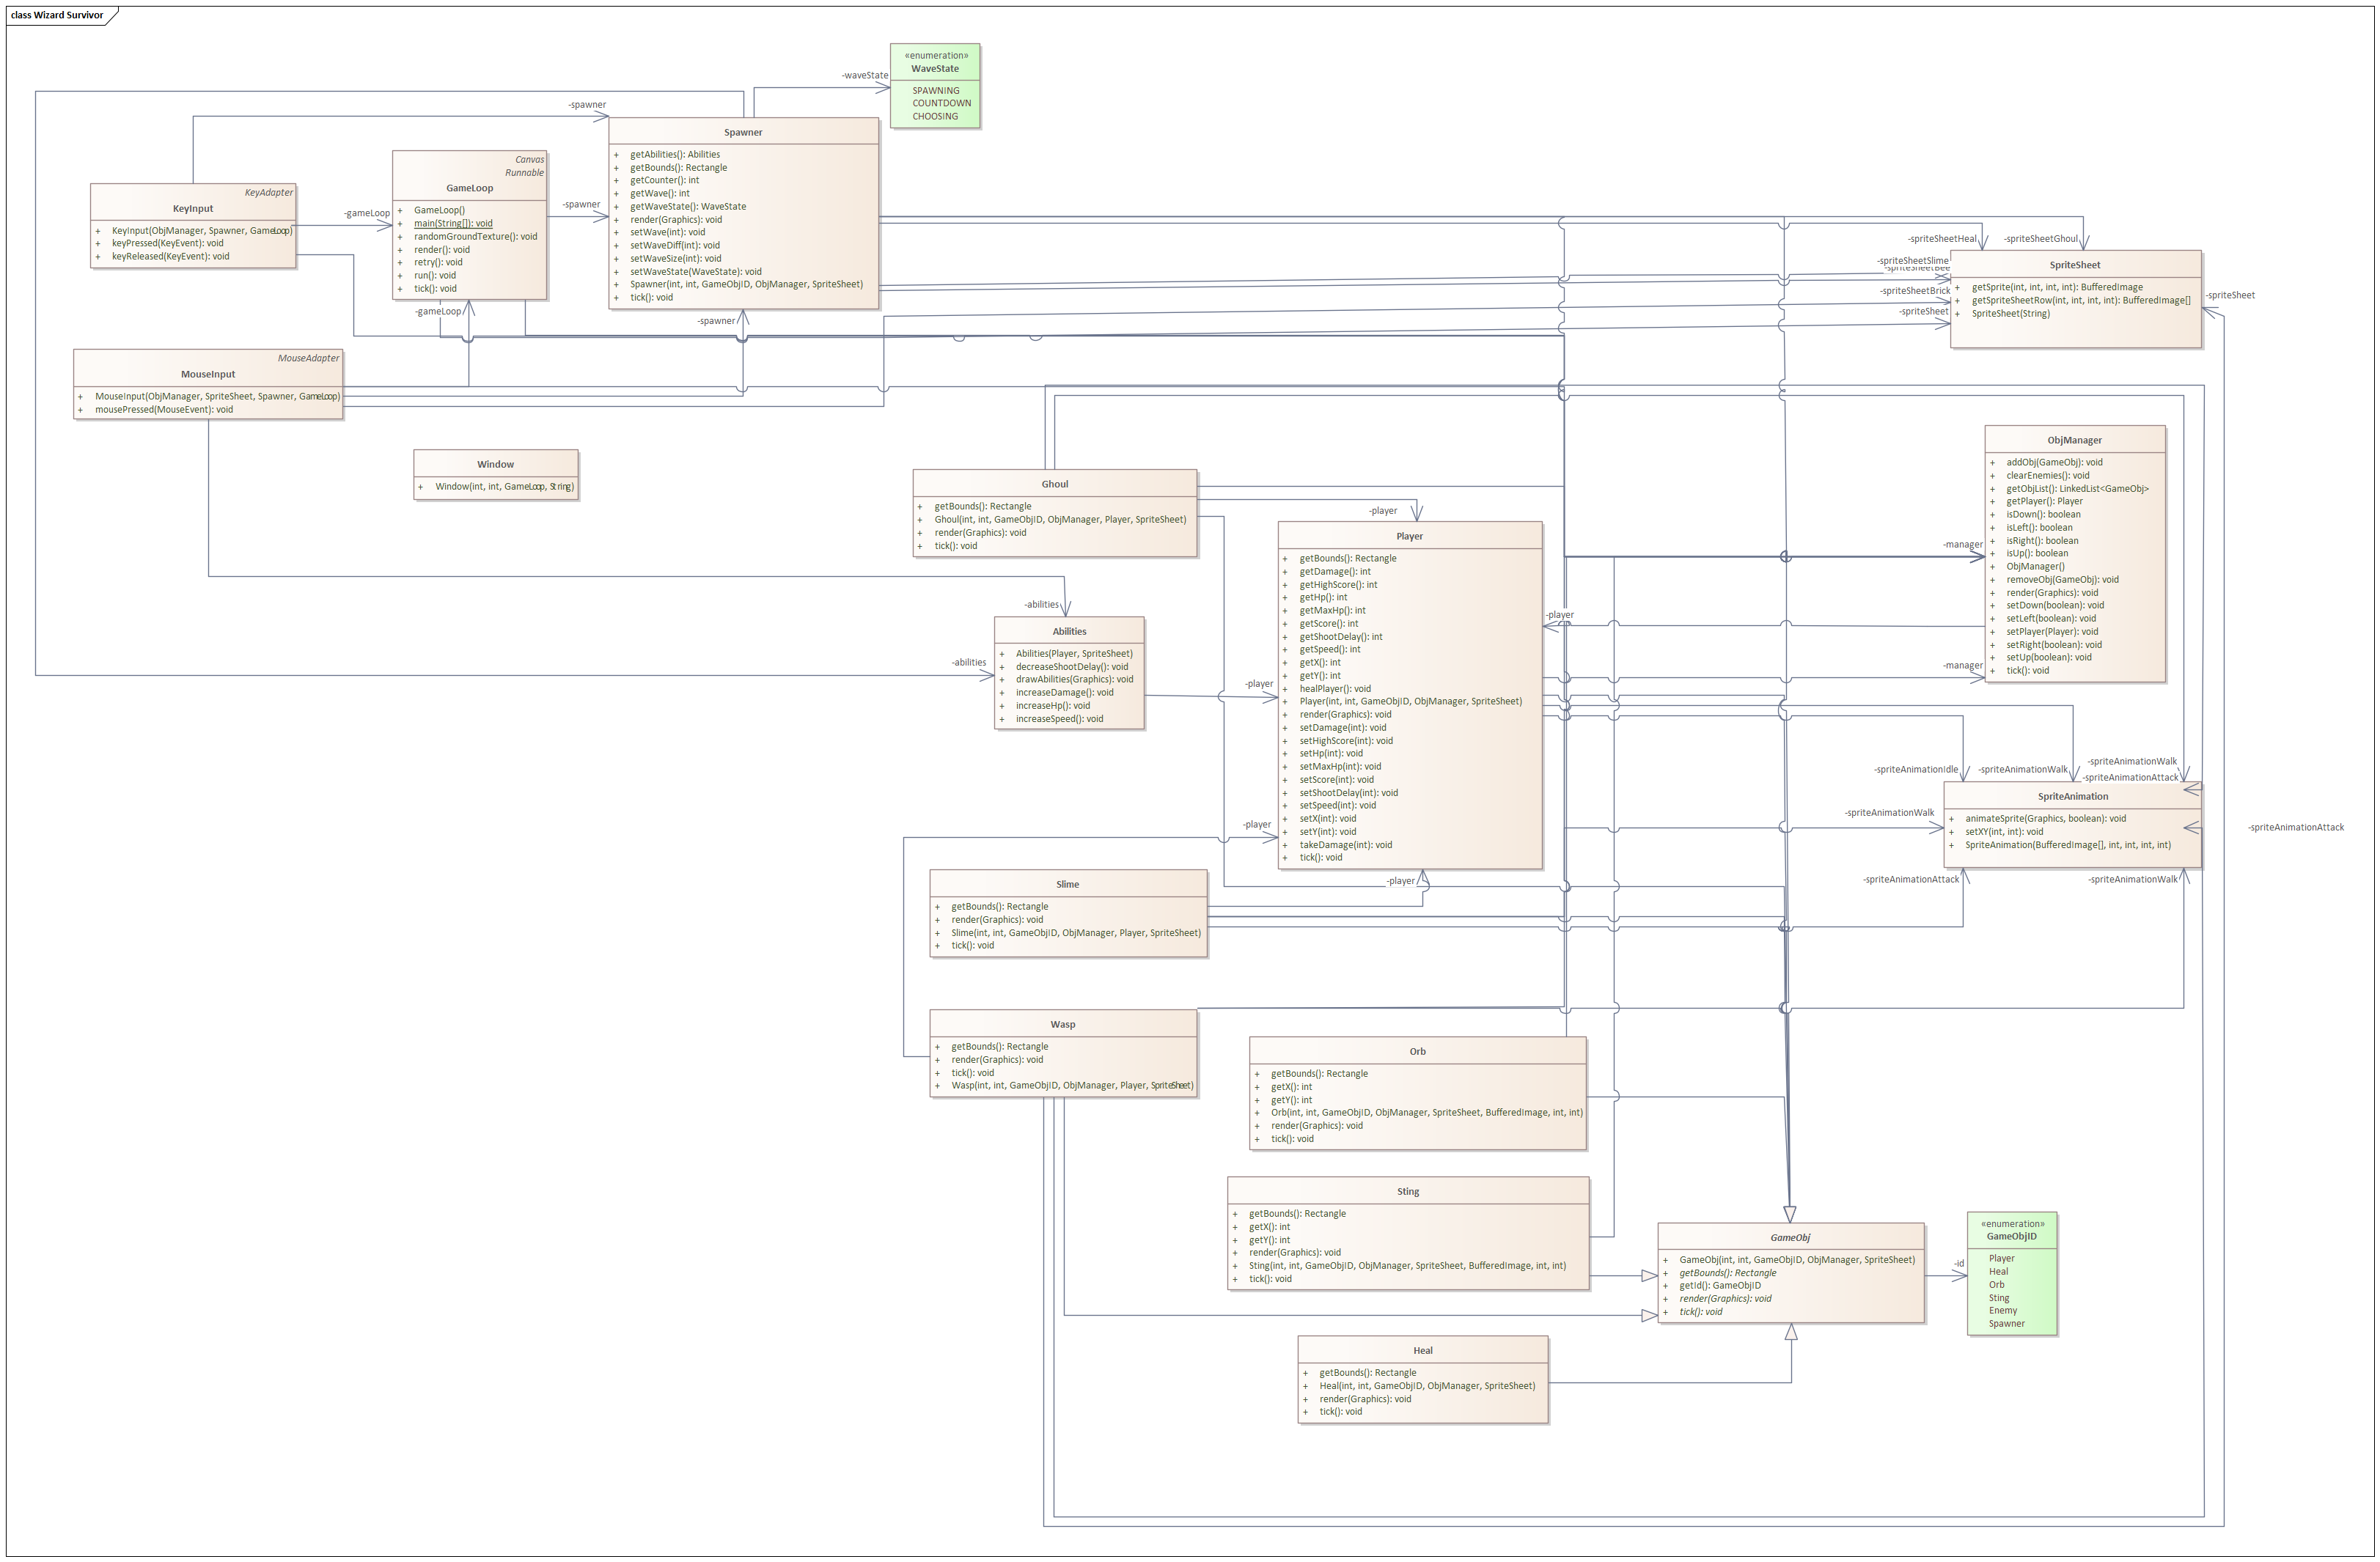 class Wizard Survivor
«enumeration»
WaveState
SPAWNING
COUNTDOWN
CHOOSING
-waveState
-spawner
Spawner
+ getAbilities(): Abilities
+ getBounds(): Rectangle
+ getCounter(): int
+ getWave(): int
+ getWaveState(): WaveState
+ render(Graphics): void
+ setWave(int): void
+ setWaveDiff(int): void
+ setWaveSize(int): void
+ setWaveState(WaveState): void
+ Spawner(int, int, GameObjID, ObjManager, SpriteSheet)
+ tick(): void
Canvas
Runnable
GameLoop
+ GameLoop()
+ main(String[]): void
+ randomGroundTexture(): void
+ render(): void
+ retry(): void
+ run(): void
+ tick(): void
-spawner
KeyAdapter
KeyInput
+ KeyInput(ObjManager, Spawner, GameLoop)
+ keyPressed(KeyEvent): void
+ keyReleased(KeyEvent): void
-gameLoop
-gameLoop
-spawner
MouseAdapter
MouseInput
+ MouseInput(ObjManager, SpriteSheet, Spawner, GameLoop)
+ mousePressed(MouseEvent): void
-spriteSheetHeal
-spriteSheetGhoul
-spriteSheetSlime
-spriteSheetBee
-spriteSheetBrick
-spriteSheet
-spriteSheet
SpriteSheet
+ getSprite(int, int, int, int): BufferedImage
+ getSpriteSheetRow(int, int, int, int): BufferedImage[]
+ SpriteSheet(String)
Window
+ Window(int, int, GameLoop, String)
Ghoul
+ getBounds(): Rectangle
+ Ghoul(int, int, GameObjID, ObjManager, Player, SpriteSheet)
+ render(Graphics): void
+ tick(): void
-player
Player
+ getBounds(): Rectangle
+ getDamage(): int
+ getHighScore(): int
+ getHp(): int
+ getMaxHp(): int
+ getScore(): int
+ getShootDelay(): int
+ getSpeed(): int
+ getX(): int
+ getY(): int
+ healPlayer(): void
+ Player(int, int, GameObjID, ObjManager, SpriteSheet)
+ render(Graphics): void
+ setDamage(int): void
+ setHighScore(int): void
+ setHp(int): void
+ setMaxHp(int): void
+ setScore(int): void
+ setShootDelay(int): void
+ setSpeed(int): void
+ setX(int): void
+ setY(int): void
+ takeDamage(int): void
+ tick(): void
ObjManager
+ addObj(GameObj): void
+ clearEnemies(): void
+ getObjList(): LinkedList<GameObj>
+ getPlayer(): Player
+ isDown(): boolean
+ isLeft(): boolean
+ isRight(): boolean
+ isUp(): boolean
+ ObjManager()
+ removeObj(GameObj): void
+ render(Graphics): void
+ setDown(boolean): void
+ setLeft(boolean): void
+ setPlayer(Player): void
+ setRight(boolean): void
+ setUp(boolean): void
+ tick(): void
-manager
-player
-manager
-abilities
-abilities
Abilities
+ Abilities(Player, SpriteSheet)
+ decreaseShootDelay(): void
+ drawAbilities(Graphics): void
+ increaseDamage(): void
+ increaseHp(): void
+ increaseSpeed(): void
-player
-player
-player
-spriteAnimationIdle
-spriteAnimationWalk
-spriteAnimationWalk
-spriteAnimationAttack
SpriteAnimation
+ animateSprite(Graphics, boolean): void
+ setXY(int, int): void
+ SpriteAnimation(BufferedImage[], int, int, int, int)
-spriteAnimationWalk
-spriteAnimationAttack
-spriteAnimationAttack
-spriteAnimationWalk
Slime
+ getBounds(): Rectangle
+ render(Graphics): void
+ Slime(int, int, GameObjID, ObjManager, Player, SpriteSheet)
+ tick(): void
Wasp
+ getBounds(): Rectangle
+ render(Graphics): void
+ tick(): void
+ Wasp(int, int, GameObjID, ObjManager, Player, SpriteSheet)
Orb
+ getBounds(): Rectangle
+ getX(): int
+ getY(): int
+ Orb(int, int, GameObjID, ObjManager, SpriteSheet, BufferedImage, int, int)
+ render(Graphics): void
+ tick(): void
Sting
+ getBounds(): Rectangle
+ getX(): int
+ getY(): int
+ render(Graphics): void
+ Sting(int, int, GameObjID, ObjManager, SpriteSheet, BufferedImage, int, int)
+ tick(): void
GameObj
+ GameObj(int, int, GameObjID, ObjManager, SpriteSheet)
+ getBounds(): Rectangle
+ getId(): GameObjID
+ render(Graphics): void
+ tick(): void
-id
«enumeration»
GameObjID
Player
Heal
Orb
Sting
Enemy
Spawner
Heal
+ getBounds(): Rectangle
+ Heal(int, int, GameObjID, ObjManager, SpriteSheet)
+ render(Graphics): void
+ tick(): void